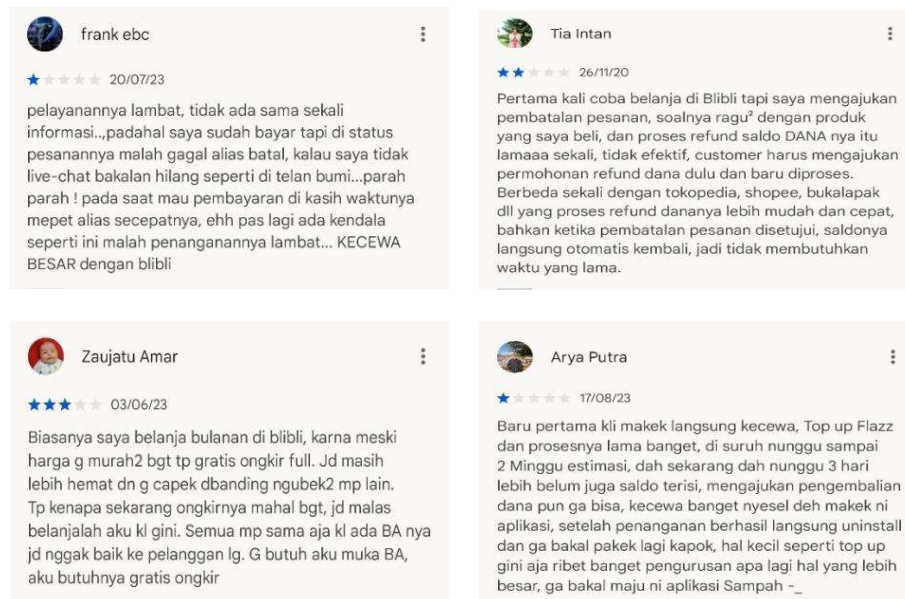 frank ebc
20/07/23
pelayanannya lambat, tidak ada sama sekali
informasi..,padahal saya sudah bayar tapi di status
pesanannya malah gagal alias batal, kalau saya tidak
live-chat bakalan hilang seperti di telan bumi...parah
parah ! pada saat mau pembayaran di kasih waktunya
mepet alias secepatnya, ehh pas lagi ada kendala
seperti ini malah penanganannya lambat... KECEWA
BESAR dengan blibli
Tia Intan
26/11/20
Pertama kali coba belanja di Blibli tapi saya mengajukan
pembatalan pesanan, soalnya ragu² dengan produk
yang saya beli, dan proses refund saldo DANA nya itu
lamaaa sekali, tidak efektif, customer harus mengajukan
permohonan refund dana dulu dan baru diproses.
Berbeda sekali dengan tokopedia, shopee, bukalapak
dll yang proses refund dananya lebih mudah dan cepat,
bahkan ketika pembatalan pesanan disetujui, saldonya
langsung otomatis kembali, jadi tidak membutuhkan
waktu yang lama.
Zaujatu Amar
03/06/23
Biasanya saya belanja bulanan di blibli, karna meski
harga g murah2 bgt tp gratis ongkir full. Jd masih
lebih hemat dn g capek dbanding ngubek2 mp lain.
Tp kenapa sekarang ongkirnya mahal bgt, jd malas
belanjalah aku kl gini. Semua mp sama aja kl ada BA nya
jd nggak baik ke pelanggan lg. G butuh aku muka BA,
aku butuhnya gratis ongkir
Arya Putra
17/08/23
Baru pertama kli makek langsung kecewa, Top up Flazz
dan prosesnya lama banget, di suruh nunggu sampai
2 Minggu estimasi, dah sekarang dah nunggu 3 hari
lebih belum juga saldo terisi, mengajukan pengembalian
dana pun ga bisa, kecewa banget nyesel deh makek ni
aplikasi, setelah penanganan berhasil langsung uninstall
dan ga bakal pakek lagi kapok, hal kecil seperti top up
gini aja ribet banget pengurusan apa lagi hal yang lebih
besar, ga bakal maju ni aplikasi Sampah -_